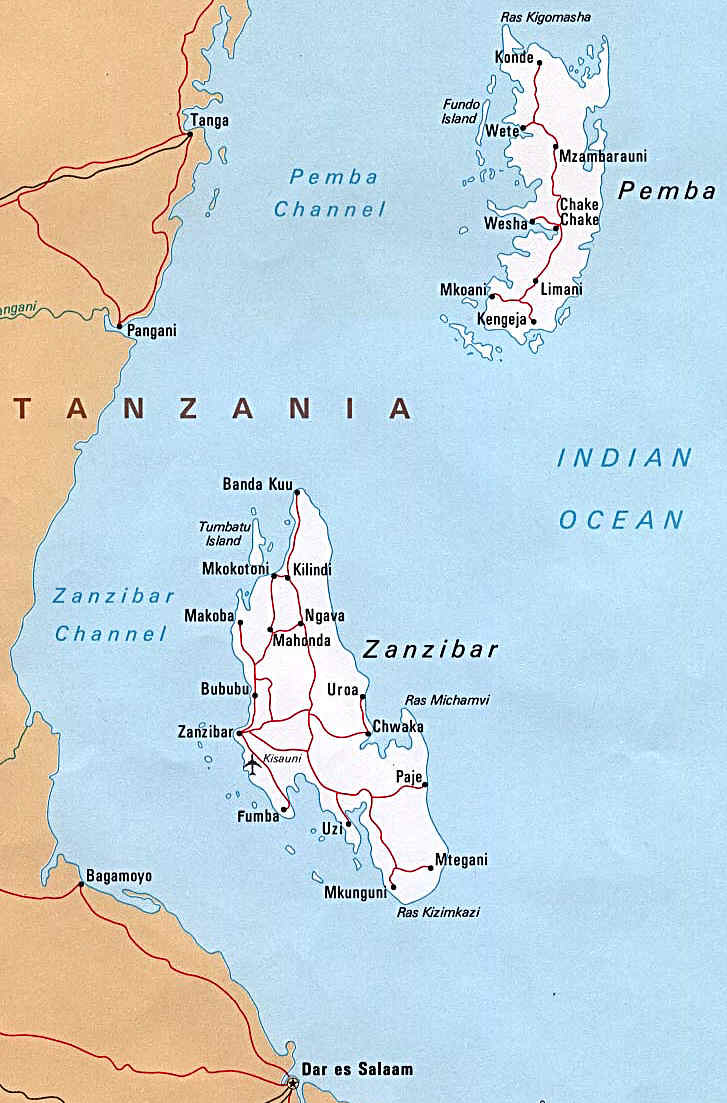 Ras Kigomasha
Konde
Fundo
Island
Wete
Tanga
Mzambarauni
Pemba
Channel
Pemba
Chake
Chake
Wesha
Mkoani
Limani
Kengeja
Pangani
TANZANIA
INDIAN
OCEAN
Banda Kuu
Tumbatu
Island
Mkokotoni
Kilindi
Zanzibar
Channel
Makoba
Ngava
Mahonda
Zanzibar
Bububu
Uroa
Ras Michamvi
Zanzibar
Chwaka
Kisauni
Paje
Fumba
Uzi
Mtegani
Bagamoyo
Mkunguni
Ras Kizimkazi
Dar es Salaam